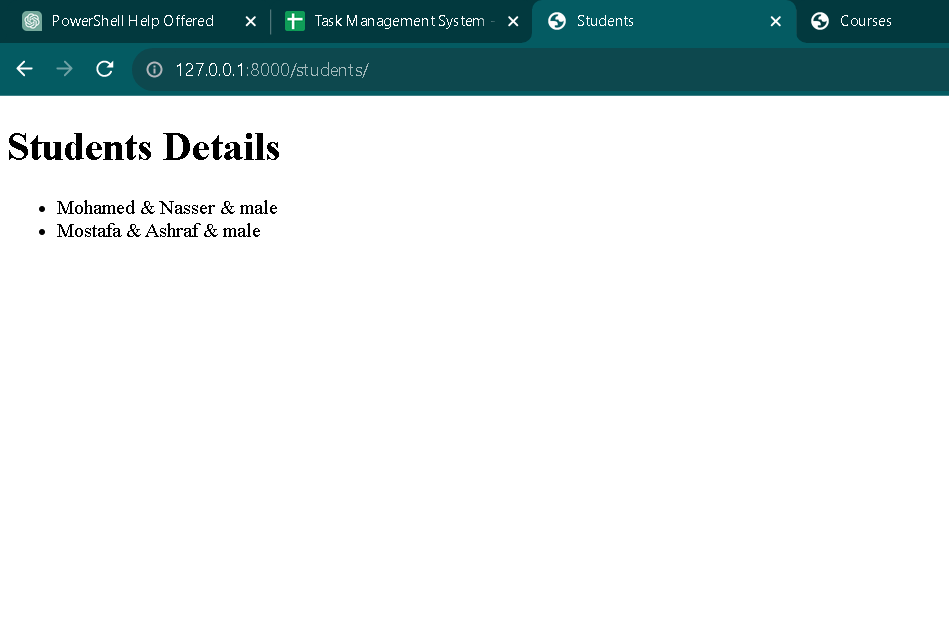 PowerShell Help Offered
Task Management System -
Students
Courses
127.0.0.1:8000/students/
Students Details
Mohamed & Nasser & male
Mostafa & Ashraf & male